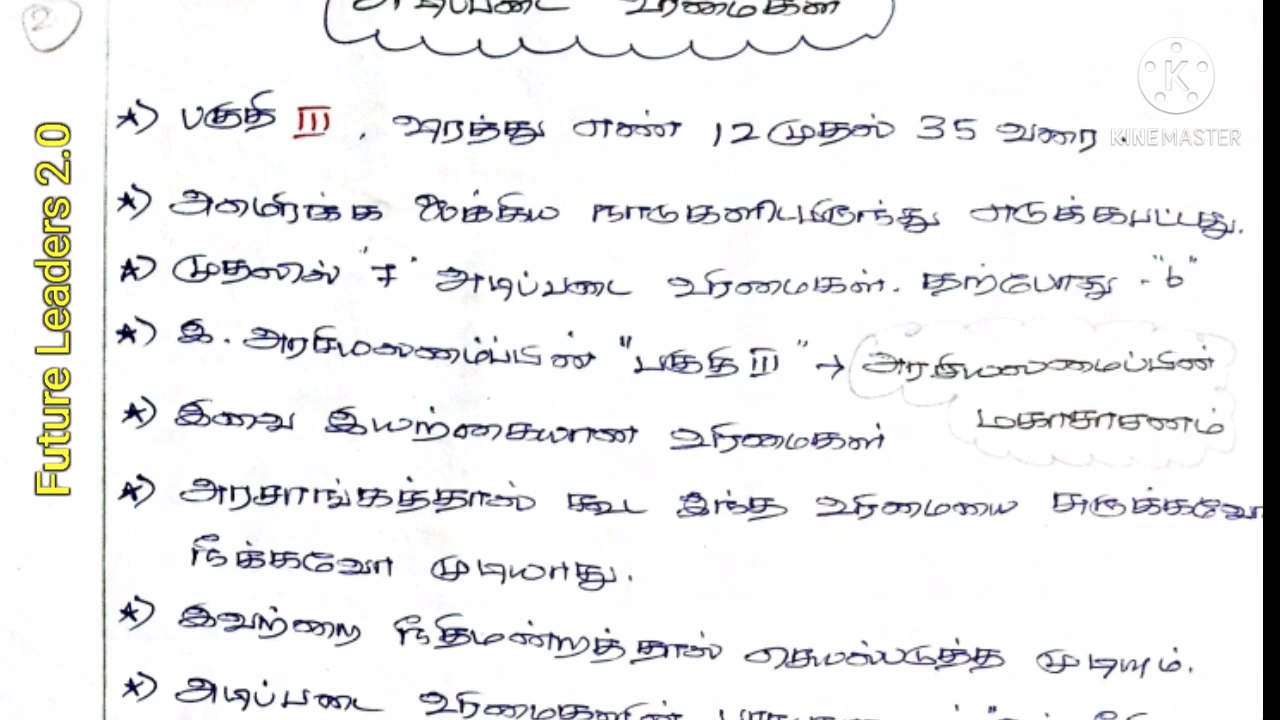 2
அடிப்படை உரிமைகள்
*) பகுதி III , ஷரத்து எண் 12 முதல் 35 வரை .
*) அமெரிக்க ஐக்கிய நாடுகளிடமிருந்து எடுக்கபட்டது.
*) முதலில் "7" அடிப்படை உரிமைகள். தற்போது - "6"
*) இ. அரசியலமைப்பின் "பகுதி III" → அரசியலமைப்பின்
மகாசாசனம்
*) இவை இயற்கையான உரிமைகள்
*) அரசாங்கத்தால் கூட இந்த உரிமையை சுருக்கவோ
நீக்கவோ முடியாது.
*) இவற்றை நீதிமன்றத்தால் செயல்படுத்த முடியும்.
*) அடிப்படை உரிமைகளின்
Future Leaders 2.0
K
KINEMASTER